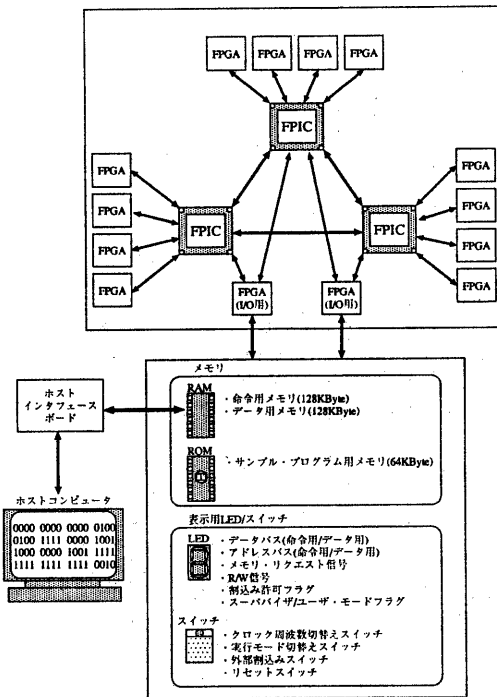 FPGA FPGA FPGA FPGA
FPIC
FPGA
FPGA
FPGA
FPGA
FPIC
FPIC
FPGA
FPGA
FPGA
FPGA
FPGA
(I/O用)
FPGA
(I/O用)
メモリ
RAM
・命令用メモリ(128KByte)
・データ用メモリ(128KByte)
ROM
・サンプル・プログラム用メモリ(64KByte)
ホスト
インタフェース
ボード
ホストコンピュータ
0000 0000 0000 0100
0100 1111 0000 1001
1000 0000 1001 1111
1111 1111 1111 0010
表示用LED/スイッチ
LED
・データバス(命令用/データ用)
・アドレスバス(命令用/データ用)
・メモリ・リクエスト信号
・R/W信号
・割込み許可フラグ
・スーパバイザ/ユーザ・モードフラグ
スイッチ
・クロック周波数切替えスイッチ
・実行モード切替えスイッチ
・外部割込みスイッチ
・リセットスイッチ